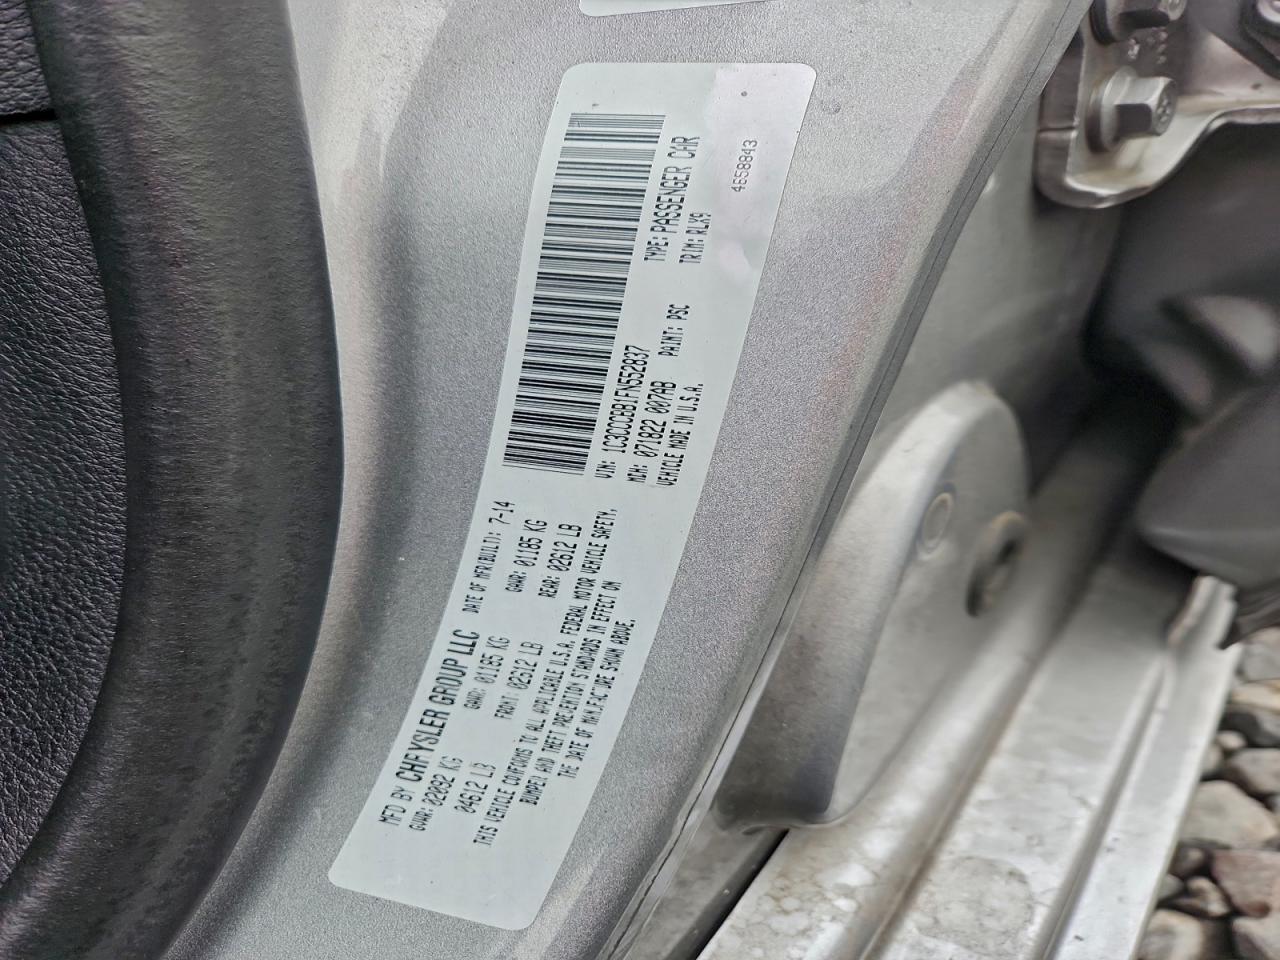 MFD BY CHRYSLER GROUP LLC
DATE OF MFR(BUILT): 7-14
GVWR: 02092 KG
GAWR: 01185 KG
GAWR: 01185 KG
04612 LB
FRONT: 02612 LB
REAR: 02612 LB
THIS VEHICLE CONFORMS TO ALL APPLICABLE U.S.A. FEDERAL MOTOR VEHICLE SAFETY,
BUMPER AND THEFT PREVENTION STANDARDS IN EFFECT ON
THE DATE OF MANUFACTURE SHOWN ABOVE.
VIN: 1C3CCCBB1FN552837
TYPE: PASSENGER CAR
MDH: 071822 007AB
PAINT: PSC
TRIM: RLX9
VEHICLE MADE IN U.S.A.
4658843